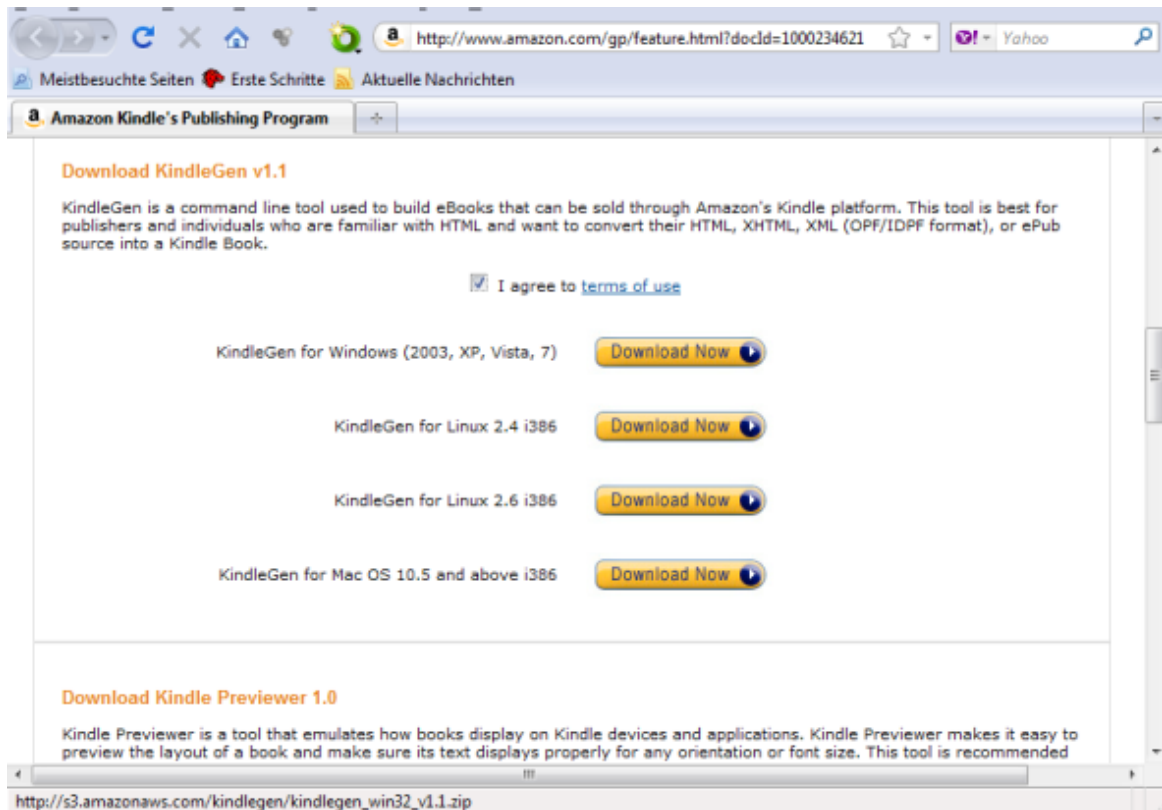 http://www.amazon.com/gp/feature.html?docId=1000234621
Yahoo
Meistbesuchte Seiten Erste Schritte Aktuelle Nachrichten
Amazon Kindle's Publishing Program
Download KindleGen v1.1
KindleGen is a command line tool used to build eBooks that can be sold through Amazon's Kindle platform. This tool is best for
publishers and individuals who are familiar with HTML and want to convert their HTML, XHTML, XML (OPF/IDPF format), or ePub
source into a Kindle Book.
I agree to terms of use
KindleGen for Windows (2003, XP, Vista, 7) Download Now
KindleGen for Linux 2.4 i386 Download Now
KindleGen for Linux 2.6 i386 Download Now
KindleGen for Mac OS 10.5 and above i386 Download Now
Download Kindle Previewer 1.0
Kindle Previewer is a tool that emulates how books display on Kindle devices and applications. Kindle Previewer makes it easy to
preview the layout of a book and make sure its text displays properly for any orientation or font size. This tool is recommended
http://s3.amazonaws.com/kindlegen/kindlegen_win32_v1.1.zip